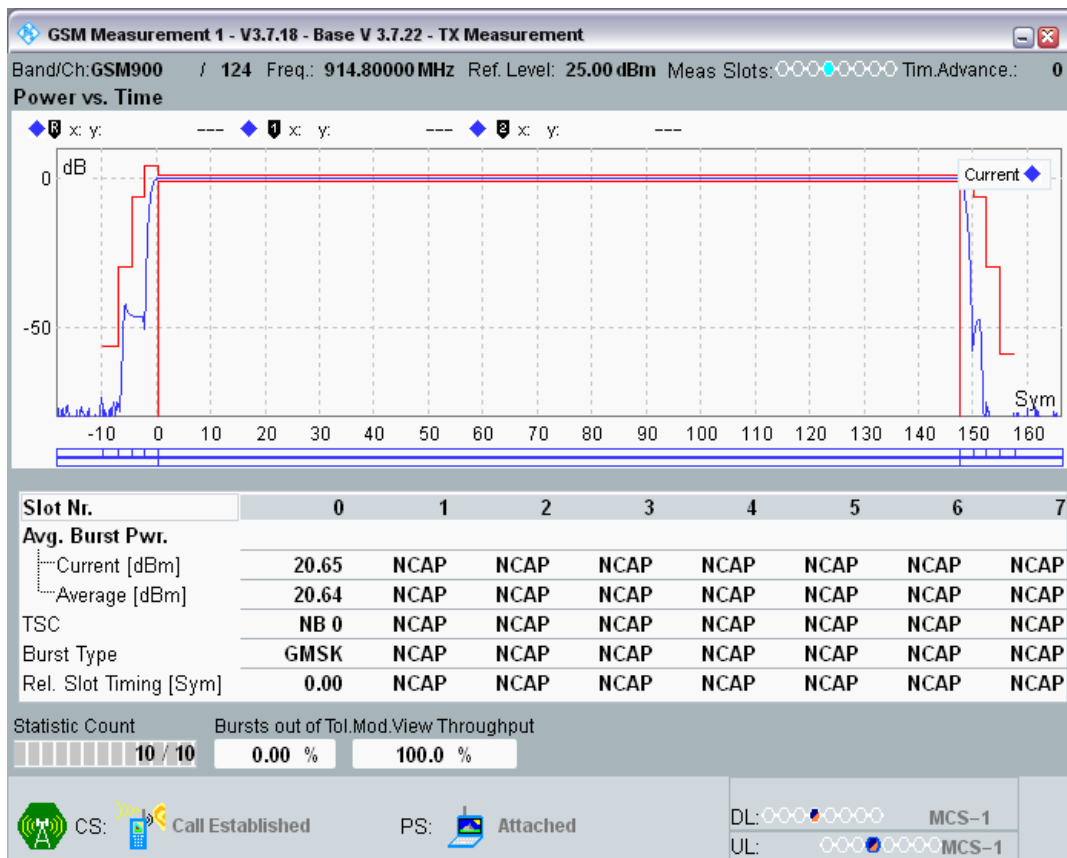 GSM Measurement 1 - V3.7.18 - Base V 3.7.22 - TX Measurement
Band/Ch:GSM900 / 124 Freq.: 914.80000 MHz Ref. Level: 25.00 dBm Meas Slots: Tim.Advance.: 0
Power vs. Time
R x: y: --- 1 x: y: --- 2 x: y: ---
dB
0
Current
-50
Sym
-10 0 10 20 30 40 50 60 70 80 90 100 110 120 130 140 150 160
Slot Nr. 0 1 2 3 4 5 6 7
Avg. Burst Pwr.
Current [dBm] 20.65 NCAP NCAP NCAP NCAP NCAP NCAP NCAP
Average [dBm] 20.64 NCAP NCAP NCAP NCAP NCAP NCAP NCAP
TSC NB 0 NCAP NCAP NCAP NCAP NCAP NCAP NCAP
Burst Type GMSK NCAP NCAP NCAP NCAP NCAP NCAP NCAP
Rel. Slot Timing [Sym] 0.00 NCAP NCAP NCAP NCAP NCAP NCAP NCAP
Statistic Count Bursts out of Tol.Mod.View Throughput
10 / 10 0.00 % 100.0 %
CS: Call Established PS: Attached
DL: MCS-1
UL: MCS-1